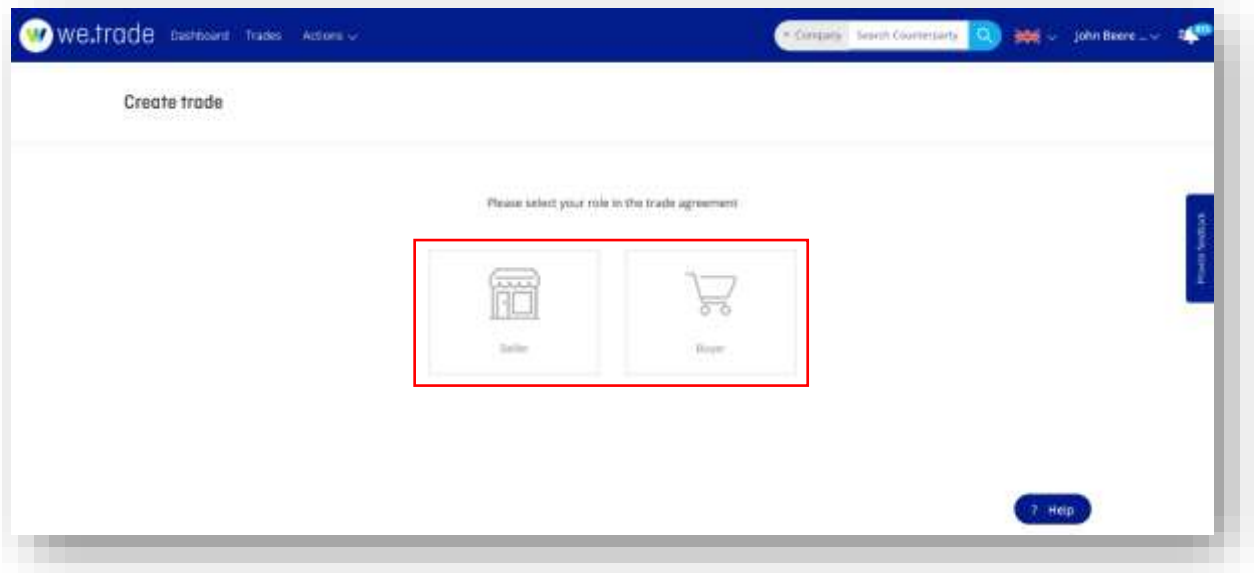 we.trade Dashboard Trades Actions Company Search Counterparty John Beere ...
Create trade
Please select your role in the trade agreement
Provide feedback
Seller Buyer
? Help